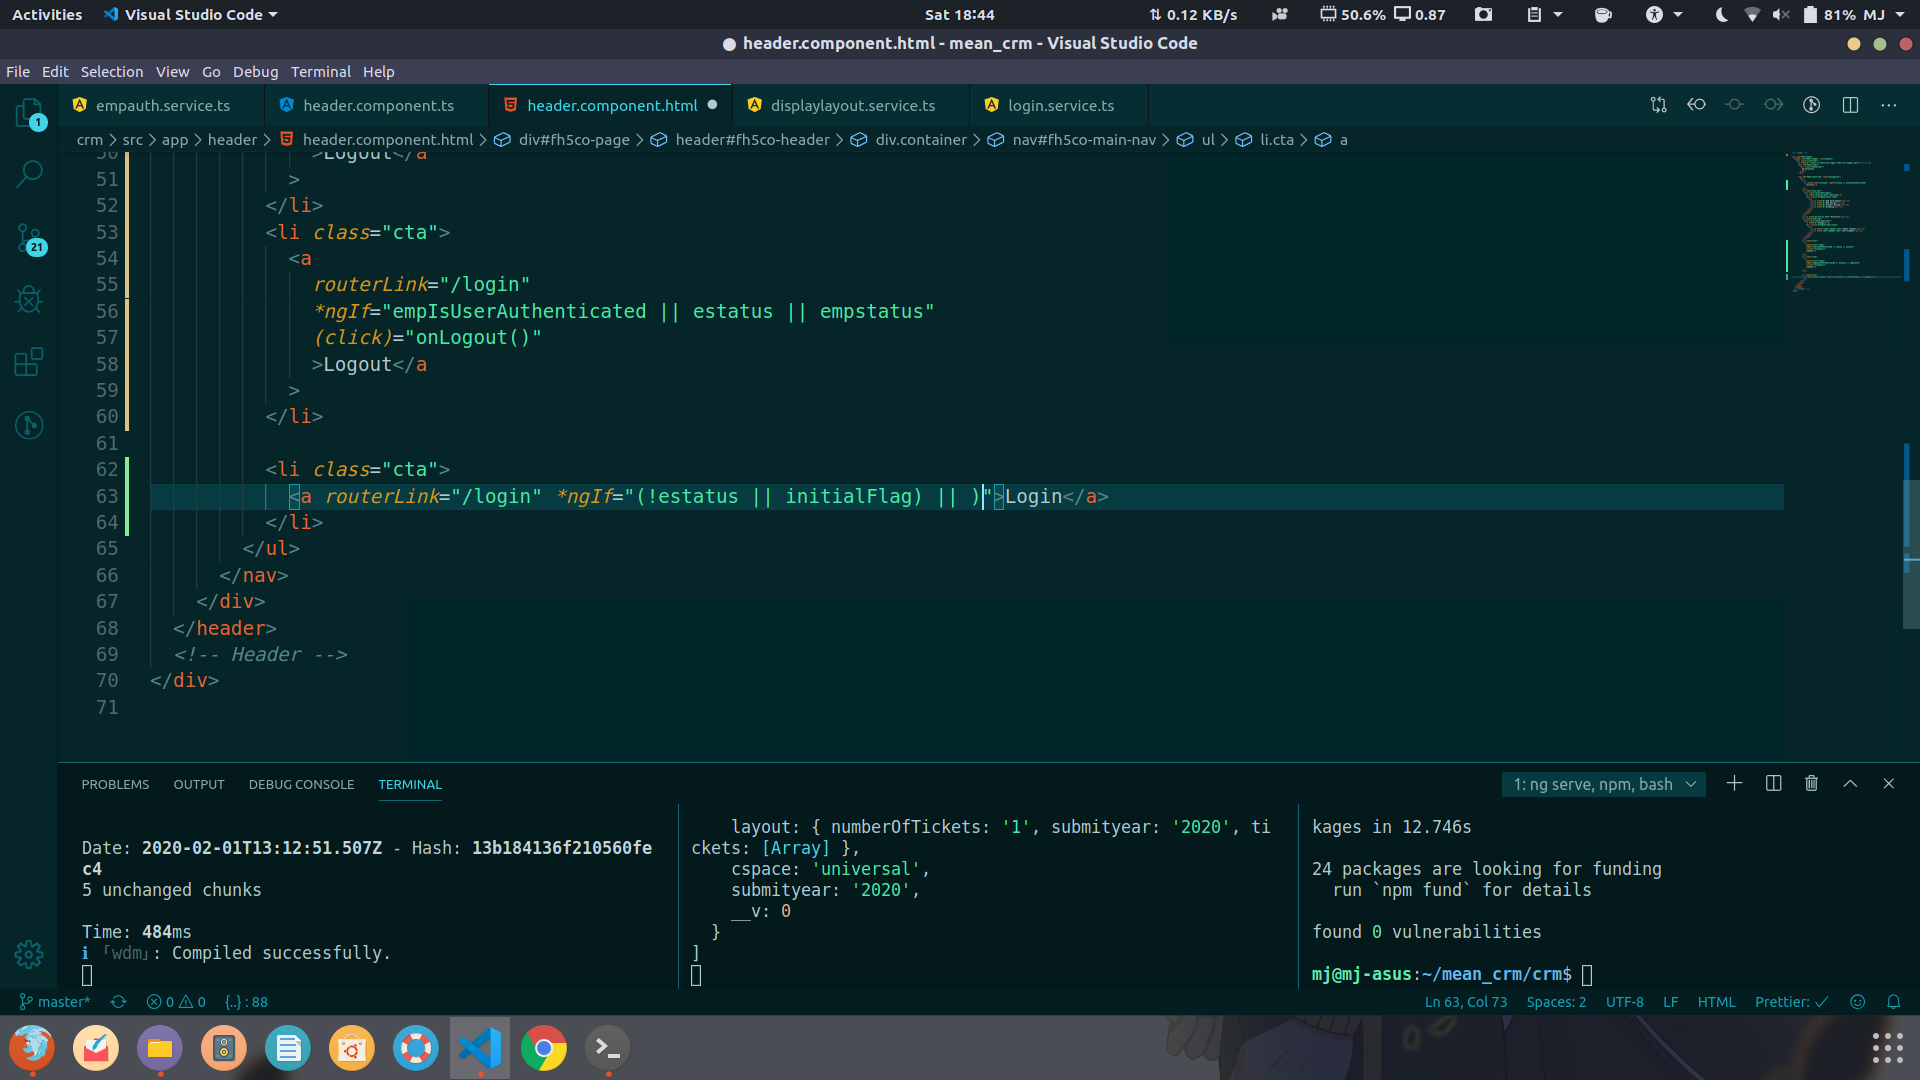 Activities Visual Studio Code Sat 18:44 0.12 KB/s 50.6% 0.87 81% MJ
header.component.html - mean_crm - Visual Studio Code
File Edit Selection View Go Debug Terminal Help
empauth.service.ts header.component.ts header.component.html displaylayout.service.ts login.service.ts
crm > src > app > header > header.component.html > div#fh5co-page > header#fh5co-header > div.container > nav#fh5co-main-nav > ul > li.cta > a
50 >Logout</a
51 >
52 </li>
53 <li class="cta">
54 <a
55 routerLink="/login"
56 *ngIf="empIsUserAuthenticated || estatus || empstatus"
57 (click)="onLogout()"
58 >Logout</a
59 >
60 </li>
61
62 <li class="cta">
63 <a routerLink="/login" *ngIf="(!estatus || initialFlag) || )">Login</a>
64 </li>
65 </ul>
66 </nav>
67 </div>
68 </header>
69 <!-- Header -->
70 </div>
71
1
21
PROBLEMS OUTPUT DEBUG CONSOLE TERMINAL 1: ng serve, npm, bash
Date: 2020-02-01T13:12:51.507Z - Hash: 13b184136f210560fe
c4
5 unchanged chunks
Time: 484ms
ℹ 「wdm」: Compiled successfully.
layout: { numberOfTickets: '1', submityear: '2020', ti
ckets: [Array] },
cspace: 'universal',
submityear: '2020',
__v: 0
}
]
kages in 12.746s
24 packages are looking for funding
run `npm fund` for details
found 0 vulnerabilities
mj@mj-asus:~/mean_crm/crm$
master* 0 0 {..} : 88 Ln 63, Col 73 Spaces: 2 UTF-8 LF HTML Prettier: ✓